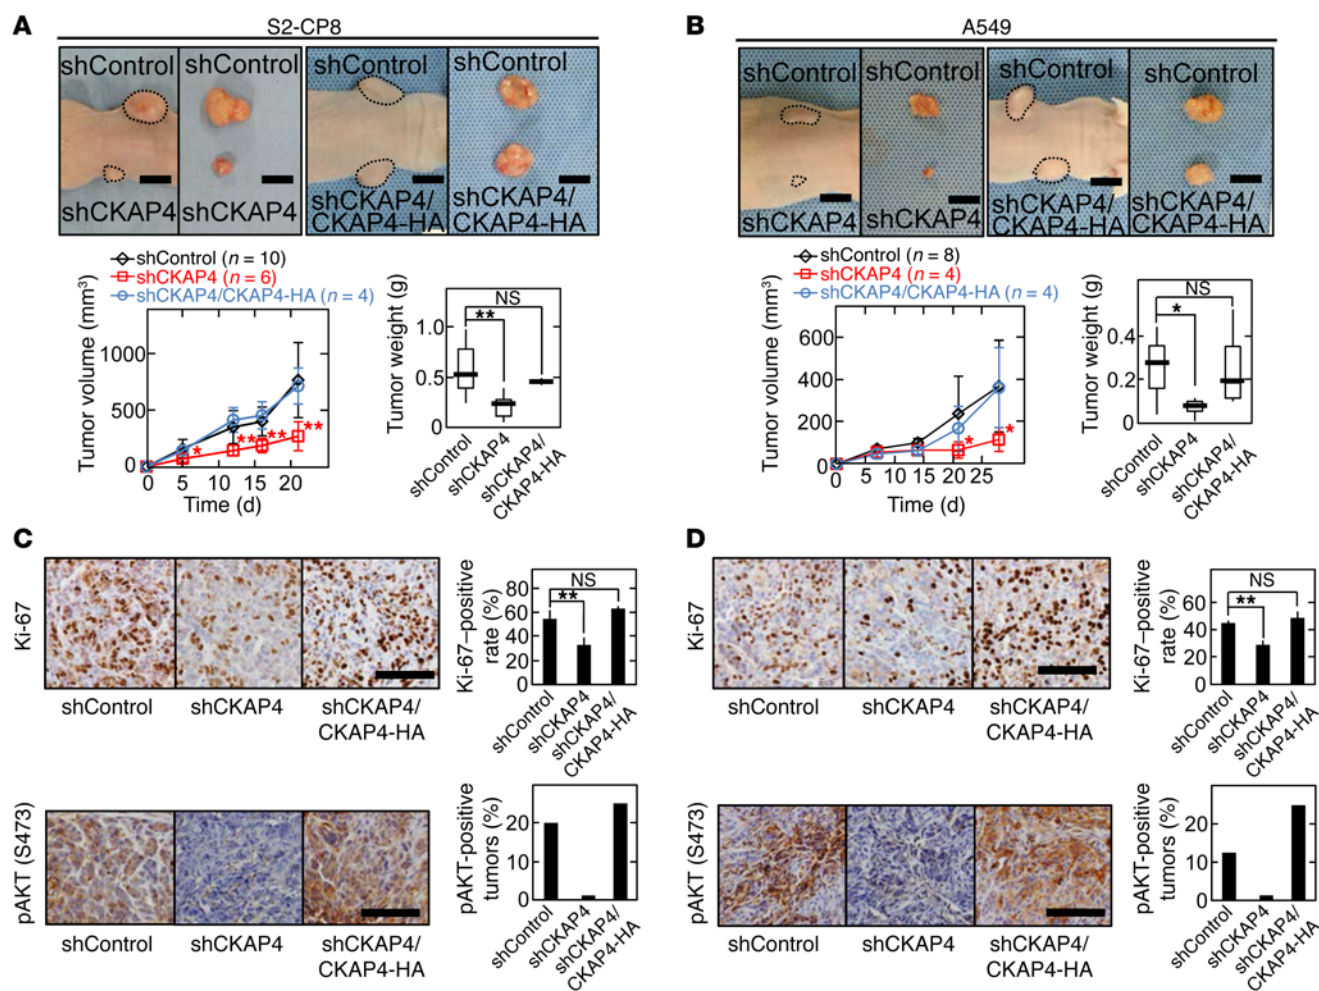 A
S2-CP8
shControl
shControl
shControl
shControl
shCKAP4
shCKAP4
shCKAP4/
CKAP4-HA
shCKAP4/
CKAP4-HA
shControl (n = 10)
shCKAP4 (n = 6)
shCKAP4/CKAP4-HA (n = 4)
Tumor volume (mm³)
1000
500
0
0 5 10 15 20
Time (d)
* ** ** **
Tumor weight (g)
1.0
0.5
0
NS
**
shControl
shCKAP4
shCKAP4/
CKAP4-HA
B
A549
shControl
shControl
shControl
shControl
shCKAP4
shCKAP4
shCKAP4/
CKAP4-HA
shCKAP4/
CKAP4-HA
shControl (n = 8)
shCKAP4 (n = 4)
shCKAP4/CKAP4-HA (n = 4)
Tumor volume (mm³)
600
400
200
0
0 5 10 15 20 25
Time (d)
* *
Tumor weight (g)
0.4
0.2
0
NS
*
shControl
shCKAP4
shCKAP4/
CKAP4-HA
C
Ki-67
shControl
shCKAP4
shCKAP4/
CKAP4-HA
Ki-67–positive
rate (%)
80
60
40
20
0
NS
**
shControl
shCKAP4
shCKAP4/
CKAP4-HA
pAKT (S473)
shControl
shCKAP4
shCKAP4/
CKAP4-HA
pAKT-positive
tumors (%)
20
10
0
shControl
shCKAP4
shCKAP4/
CKAP4-HA
D
Ki-67
shControl
shCKAP4
shCKAP4/
CKAP4-HA
Ki-67–positive
rate (%)
60
40
20
0
NS
**
shControl
shCKAP4
shCKAP4/
CKAP4-HA
pAKT (S473)
shControl
shCKAP4
shCKAP4/
CKAP4-HA
pAKT-positive
tumors (%)
20
10
0
shControl
shCKAP4
shCKAP4/
CKAP4-HA